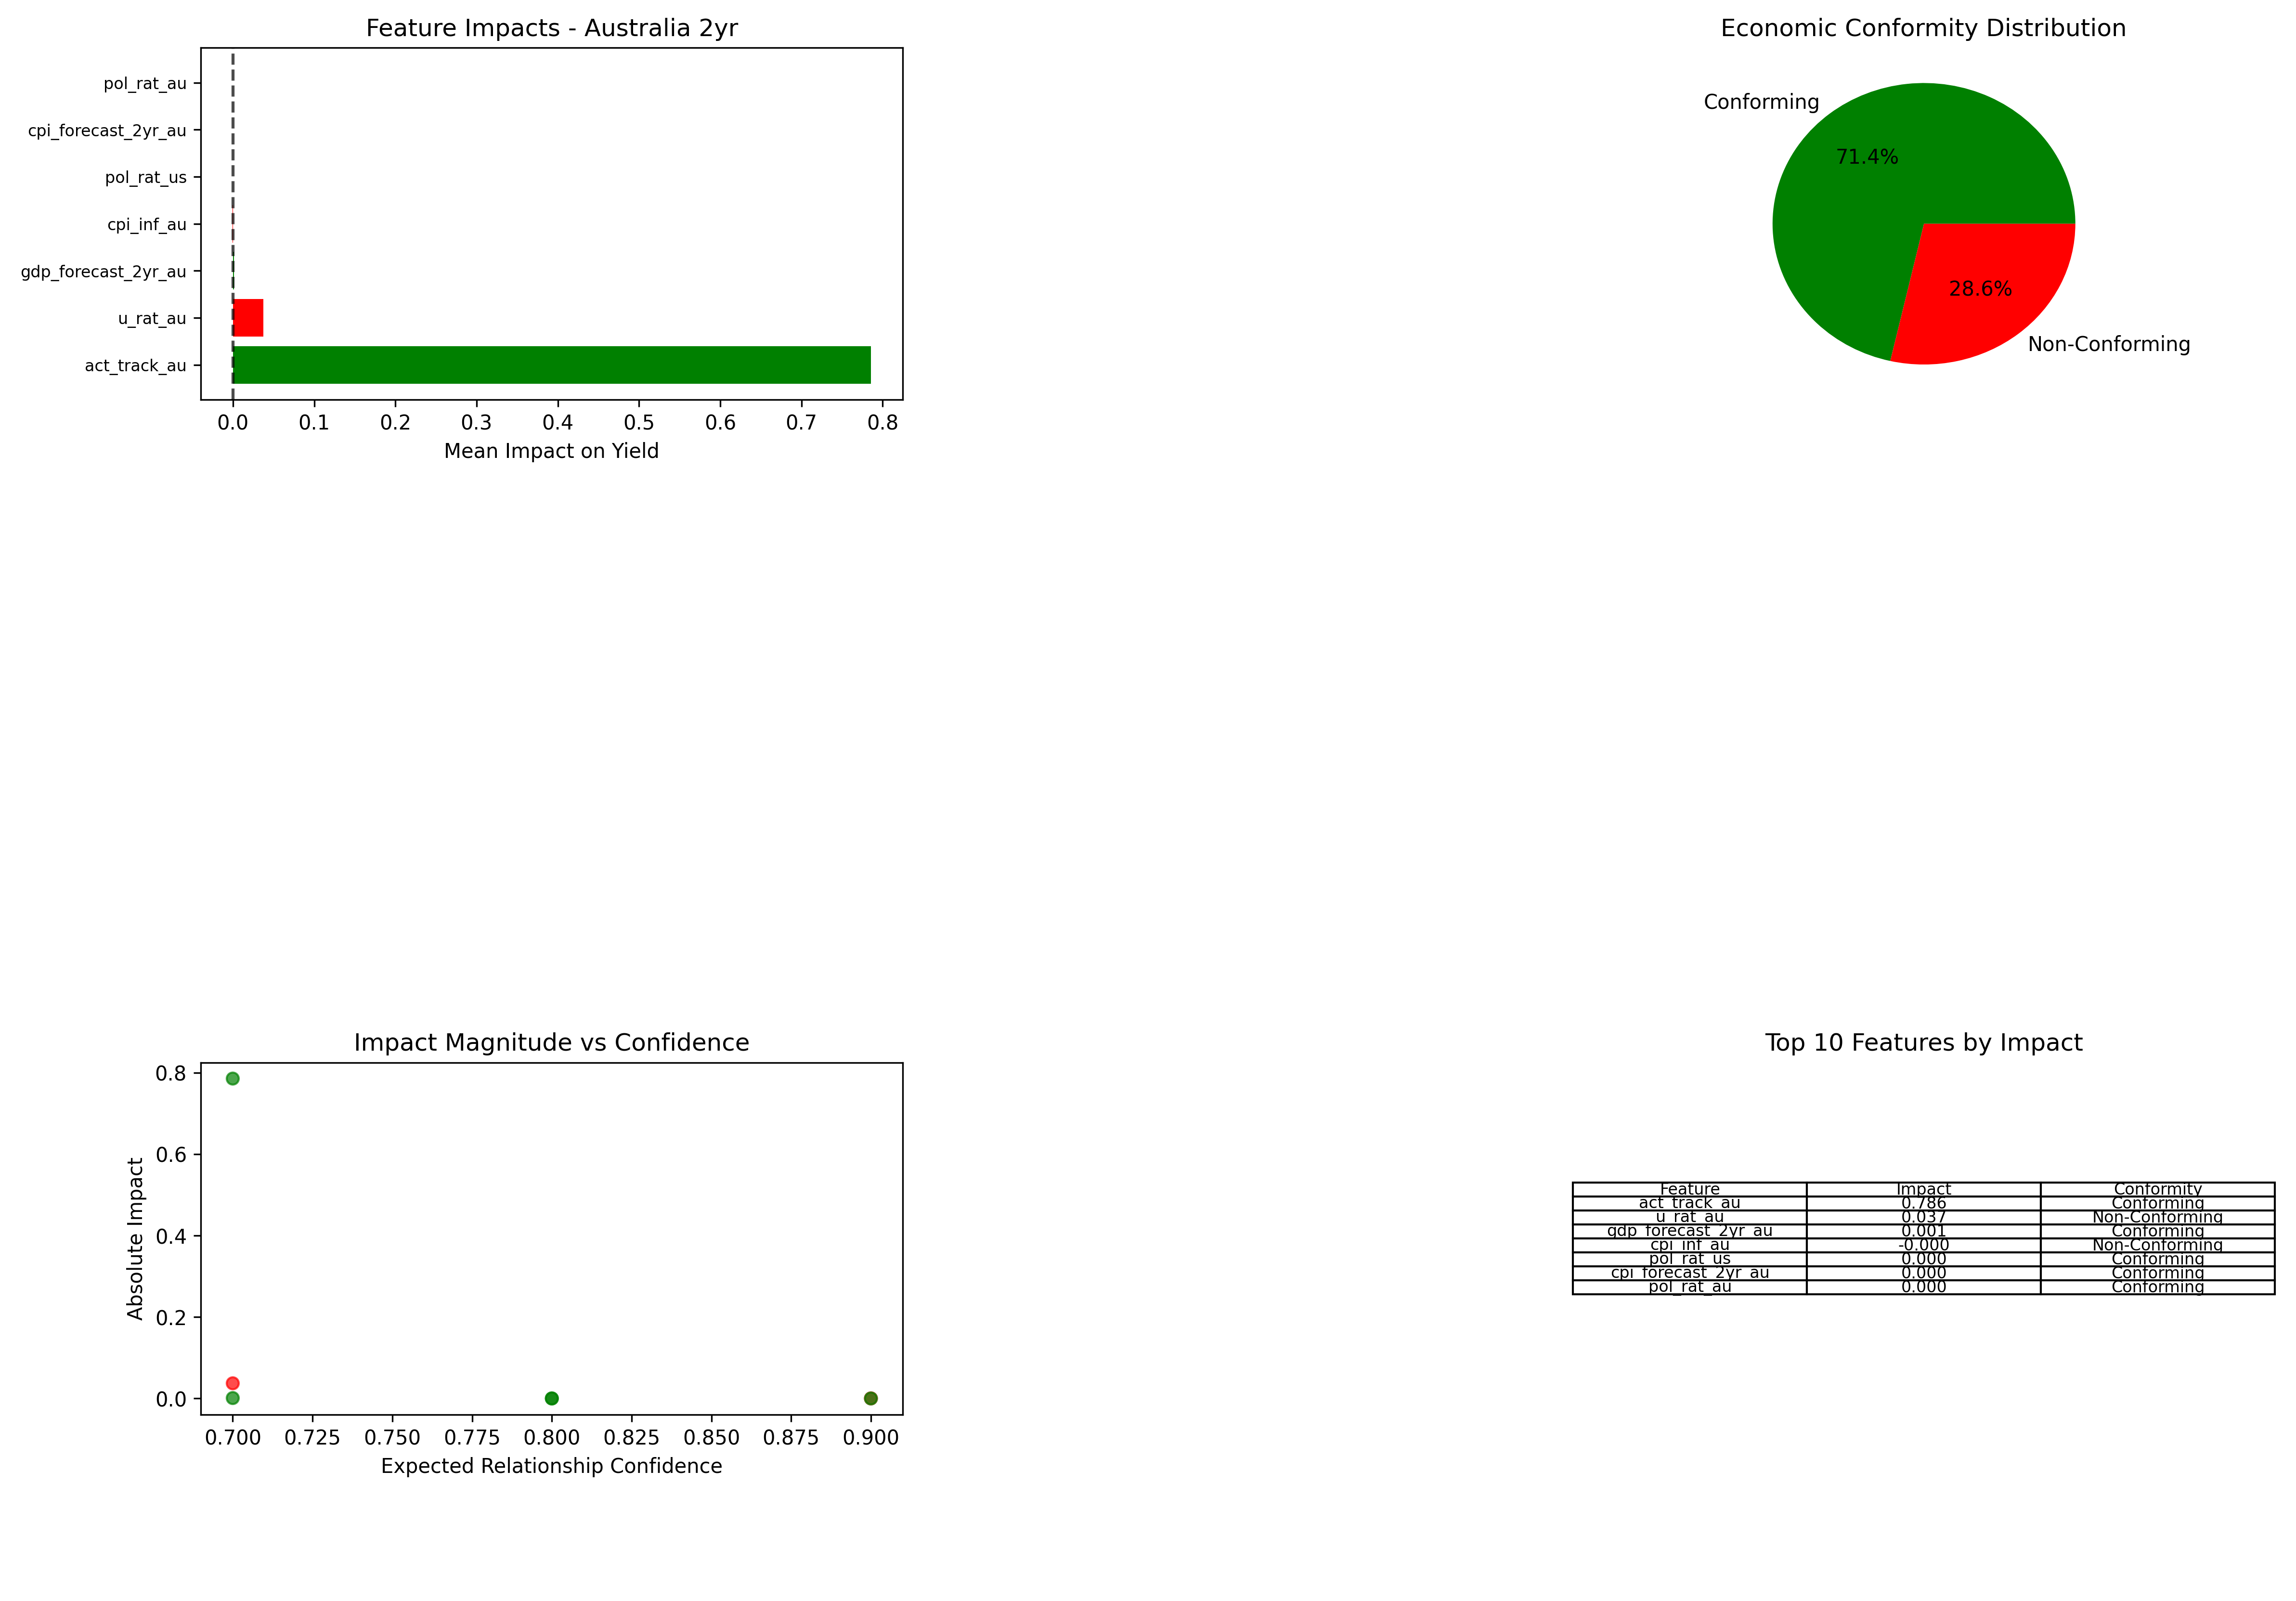 Feature Impacts - Australia 2yr
pol_rat_au
cpi_forecast_2yr_au
pol_rat_us
cpi_inf_au
gdp_forecast_2yr_au
u_rat_au
act_track_au
0.0 0.1 0.2 0.3 0.4 0.5 0.6 0.7 0.8
Mean Impact on Yield
Economic Conformity Distribution
Conforming
71.4%
28.6%
Non-Conforming
Impact Magnitude vs Confidence
Absolute Impact
0.8
0.6
0.4
0.2
0.0
0.700 0.725 0.750 0.775 0.800 0.825 0.850 0.875 0.900
Expected Relationship Confidence
Top 10 Features by Impact
Feature Impact Conformity
act_track_au 0.786 Conforming
u_rat_au 0.037 Non-Conforming
gdp_forecast_2yr_au 0.001 Conforming
cpi_inf_au -0.000 Non-Conforming
pol_rat_us 0.000 Conforming
cpi_forecast_2yr_au 0.000 Conforming
pol_rat_au 0.000 Conforming